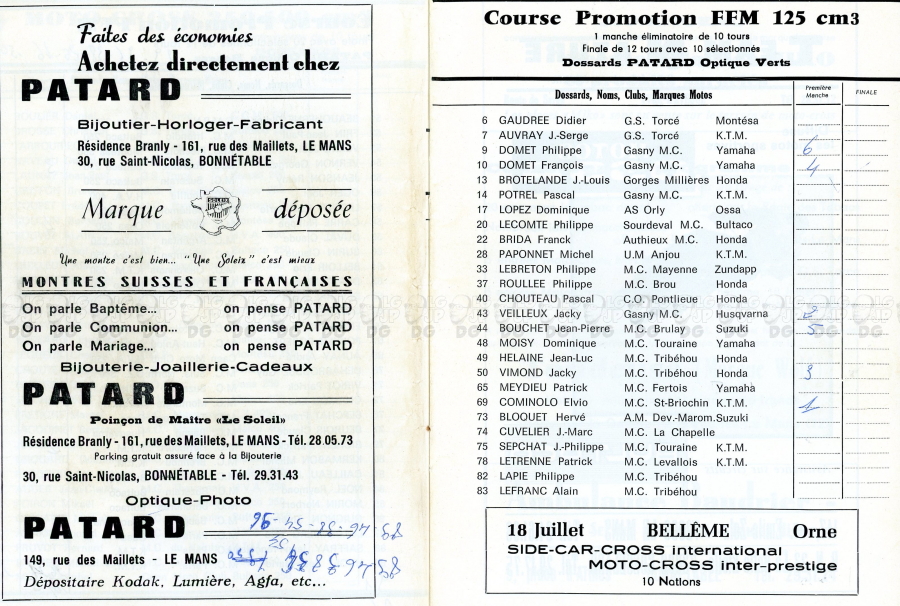 Faites des économies
Achetez directement chez
PATARD
Bijoutier-Horloger-Fabricant
Résidence Branly - 161, rue des Maillets, LE MANS
30, rue Saint-Nicolas, BONNÉTABLE
Marque déposée
SOLEIX
Une montre c'est bien... "Une Soleix" c'est mieux
MONTRES SUISSES ET FRANÇAISES
On parle Baptême... on pense PATARD
On parle Communion... on pense PATARD
On parle Mariage... on pense PATARD
Bijouterie-Joaillerie-Cadeaux
PATARD
Poinçon de Maître «Le Soleil»
Résidence Branly - 161, rue des Maillets, LE MANS - Tél. 28.05.73
Parking gratuit assuré face à la Bijouterie
30, rue Saint-Nicolas, BONNÉTABLE - Tél. 29.31.43
Optique-Photo
PATARD
149, rue des Maillets - LE MANS
Dépositaire Kodak, Lumière, Agfa, etc...
Course Promotion FFM 125 cm3
1 manche éliminatoire de 10 tours
Finale de 12 tours avec 10 sélectionnés
Dossards PATARD Optique Verts
Dossards, Noms, Clubs, Marques Motos Première Manche FINALE
6 GAUDREE Didier G.S. Torcé Montésa
7 AUVRAY J.-Serge G.S. Torcé K.T.M.
9 DOMET Philippe Gasny M.C. Yamaha 6
10 DOMET François Gasny M.C. Yamaha 4
13 BROTELANDE J.-Louis Gorges Millières Honda
14 POTREL Pascal Gasny M.C. K.T.M.
17 LOPEZ Dominique AS Orly Ossa
20 LECOMTE Philippe Sourdeval M.C. Bultaco
22 BRIDA Franck Authieux M.C. Honda
28 PAPONNET Michel U.M Anjou K.T.M.
33 LEBRETON Philippe M.C. Mayenne Zundapp
37 ROULLEE Philippe M.C. Brou Honda
40 CHOUTEAU Pascal C.O. Pontlieue Honda
43 VEILLEUX Jacky Gasny M.C. Husqvarna 2
44 BOUCHET Jean-Pierre M.C. Brulay Suzuki 5
48 MOISY Dominique M.C. Touraine Yamaha
49 HELAINE Jean-Luc M.C. Tribéhou Honda
50 VIMOND Jacky M.C. Tribéhou Honda 3
65 MEYDIEU Patrick M.C. Fertois Yamaha
69 COMINOLO Elvio M.C. St-Briochin K.T.M. 1
73 BLOQUET Hervé A.M. Dev.-Marom. Suzuki
74 CUVELIER J.-Marc M.C. La Chapelle
75 SEPCHAT J.-Philippe M.C. Touraine K.T.M.
78 LETRENNE Patrick M.C. Levallois K.T.M.
82 LAPIE Philippe M.C. Tribéhou
83 LEFRANC Alain M.C. Tribéhou
18 Juillet BELLÊME Orne
SIDE-CAR-CROSS international
MOTO-CROSS inter-prestige
10 Nations